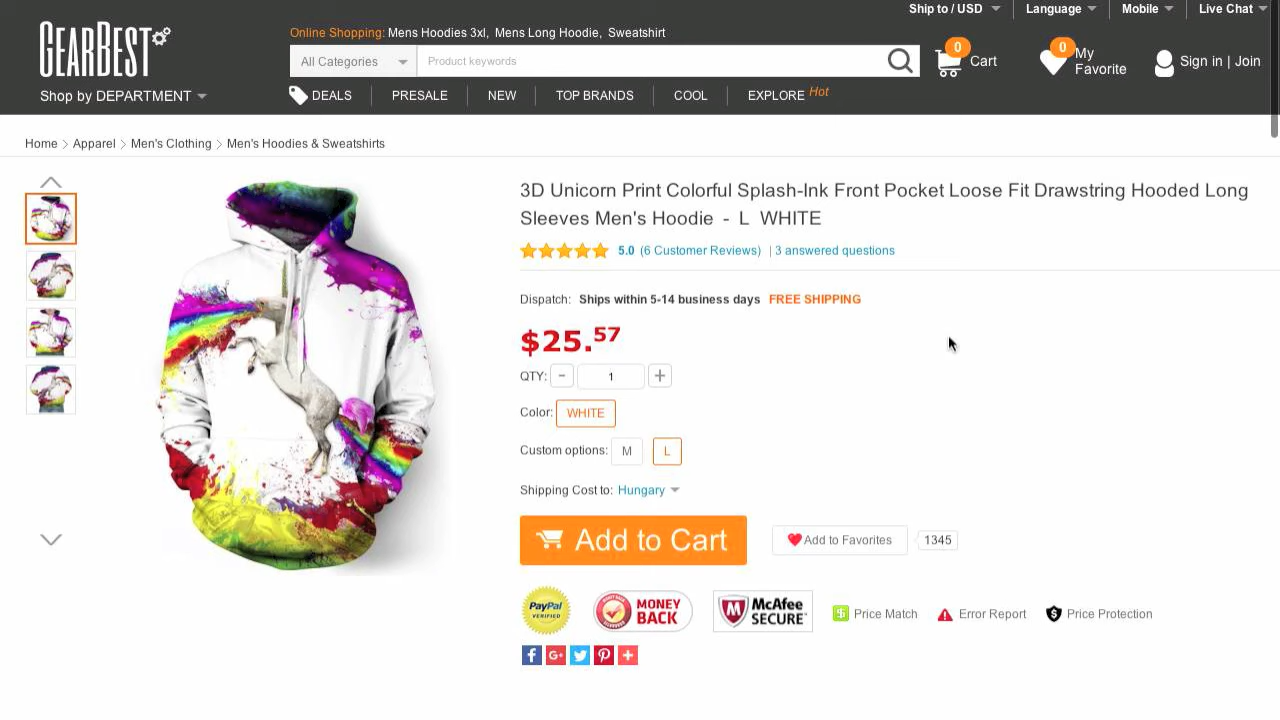 Ship to / USD
Language
Mobile
Live Chat
GEARBEST
Online Shopping: Mens Hoodies 3xl, Mens Long Hoodie, Sweatshirt
All Categories
Product keywords
0
Cart
0
My Favorite
Sign in | Join
Shop by DEPARTMENT
DEALS
PRESALE
NEW
TOP BRANDS
COOL
EXPLORE Hot
Home > Apparel > Men's Clothing > Men's Hoodies & Sweatshirts
3D Unicorn Print Colorful Splash-Ink Front Pocket Loose Fit Drawstring Hooded Long
Sleeves Men's Hoodie - L WHITE
5.0 (6 Customer Reviews) | 3 answered questions
Dispatch: Ships within 5-14 business days FREE SHIPPING
$25.57
QTY: - 1 +
Color: WHITE
Custom options: M L
Shipping Cost to: Hungary
Add to Cart
Add to Favorites
1345
PayPal
VERIFIED
MONEY
BACK
McAfee
SECURE
Price Match
Error Report
Price Protection